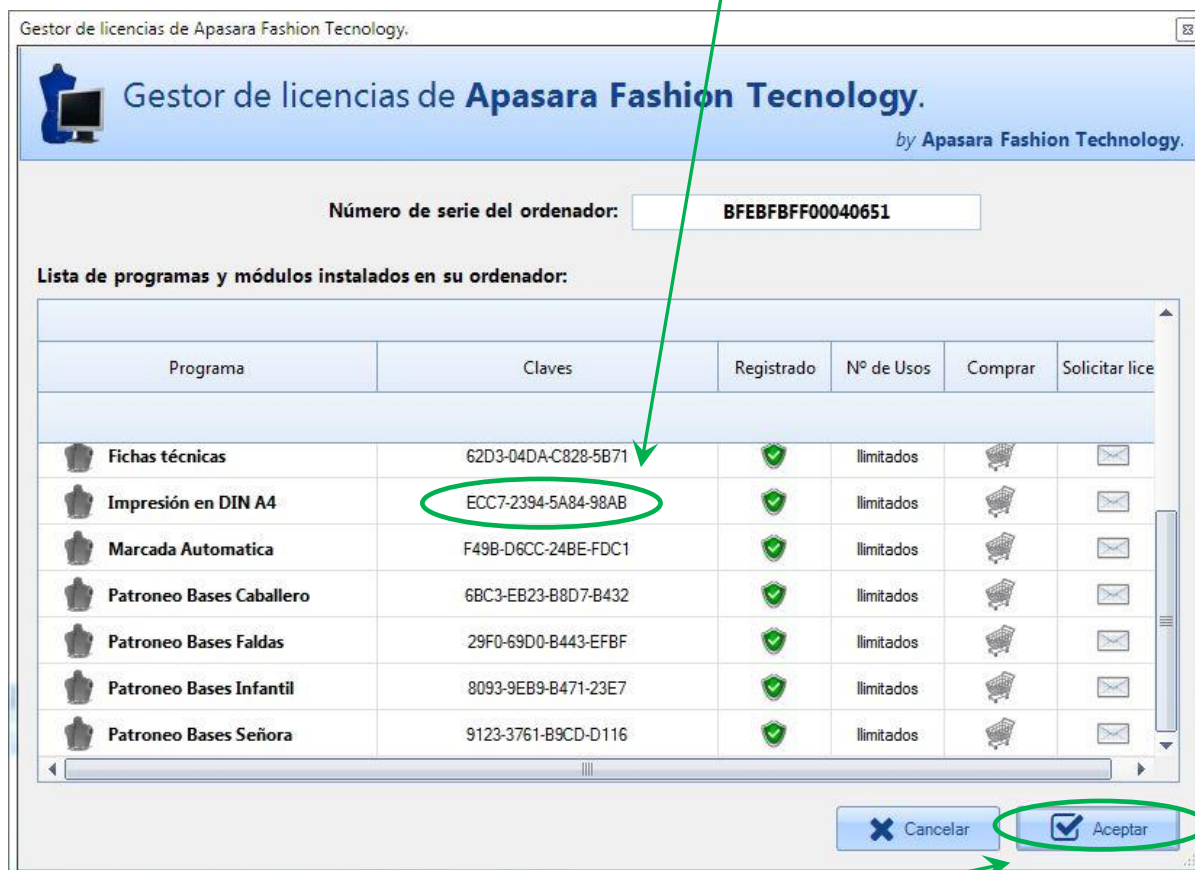 Gestor de licencias de Apasara Fashion Tecnology.
Gestor de licencias de Apasara Fashion Tecnology.
by Apasara Fashion Technology.
Número de serie del ordenador: BFEBFBFF00040651
Lista de programas y módulos instalados en su ordenador:
Programa Claves Registrado Nº de Usos Comprar Solicitar lice
Fichas técnicas 62D3-04DA-C828-5B71 Ilimitados
Impresión en DIN A4 ECC7-2394-5A84-98AB Ilimitados
Marcada Automatica F49B-D6CC-24BE-FDC1 Ilimitados
Patroneo Bases Caballero 6BC3-EB23-B8D7-B432 Ilimitados
Patroneo Bases Faldas 29F0-69D0-B443-EFBF Ilimitados
Patroneo Bases Infantil 8093-9EB9-B471-23E7 Ilimitados
Patroneo Bases Señora 9123-3761-B9CD-D116 Ilimitados
Cancelar Aceptar